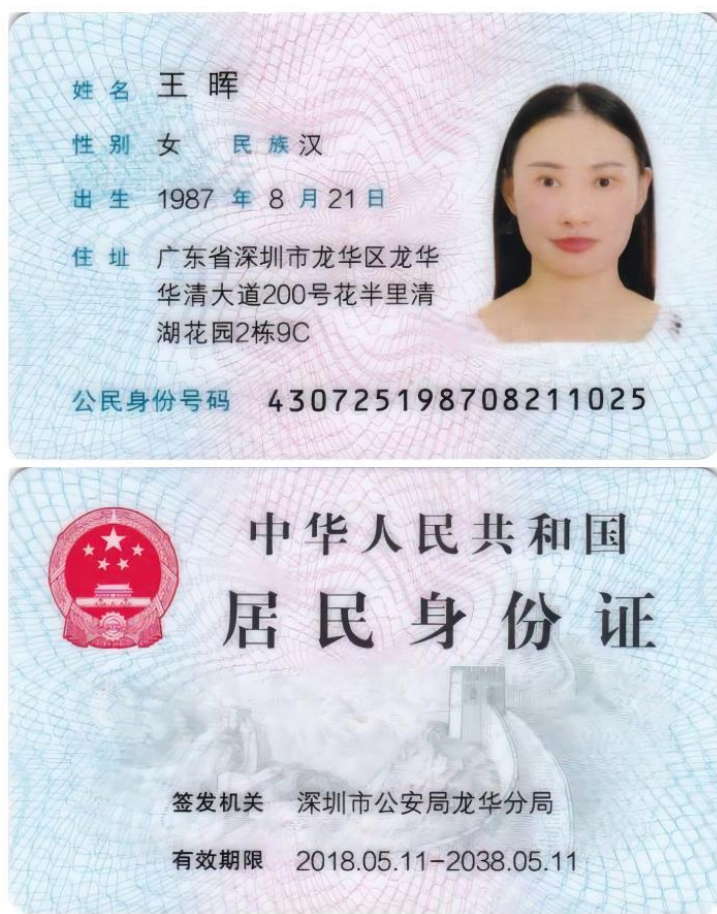 姓名 王晖
性别 女 民族 汉
出生 1987 年 8 月 21 日
住址 广东省深圳市龙华区龙华
华清大道200号花半里清
湖花园2栋9C
公民身份号码 430725198708211025
中华人民共和国
居民身份证
签发机关 深圳市公安局龙华分局
有效期限 2018.05.11-2038.05.11